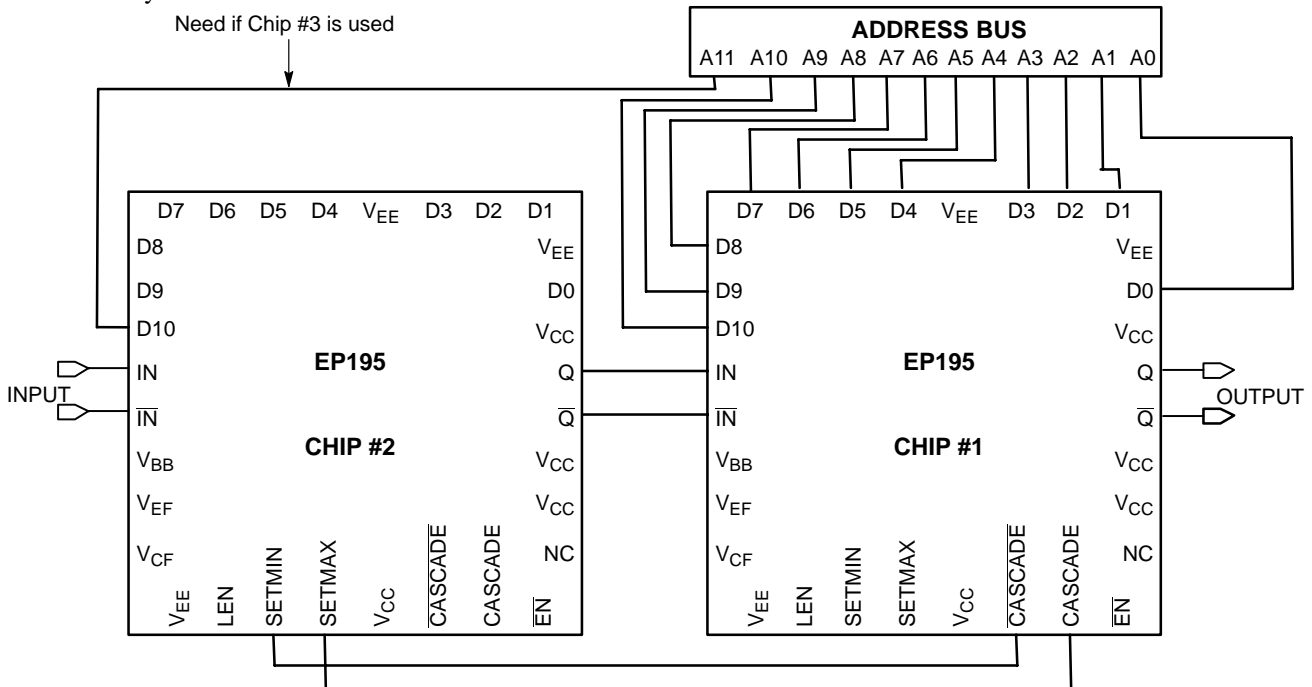 Need if Chip #3 is used
ADDRESS BUS
A11 A10 A9 A8 A7 A6 A5 A4 A3 A2 A1 A0
D7 D6 D5 D4 VEE D3 D2 D1
D8 VEE
D9 D0
D10 VCC
EP195
IN Q
INPUT
IN Q
CHIP #2
VBB VCC
VEF VCC
VCF NC
VEE LEN SETMIN SETMAX VCC CASCADE CASCADE EN
D7 D6 D5 D4 VEE D3 D2 D1
D8 VEE
D9 D0
D10 VCC
EP195
IN Q
OUTPUT
IN Q
CHIP #1
VBB VCC
VEF VCC
VCF NC
VEE LEN SETMIN SETMAX VCC CASCADE CASCADE EN